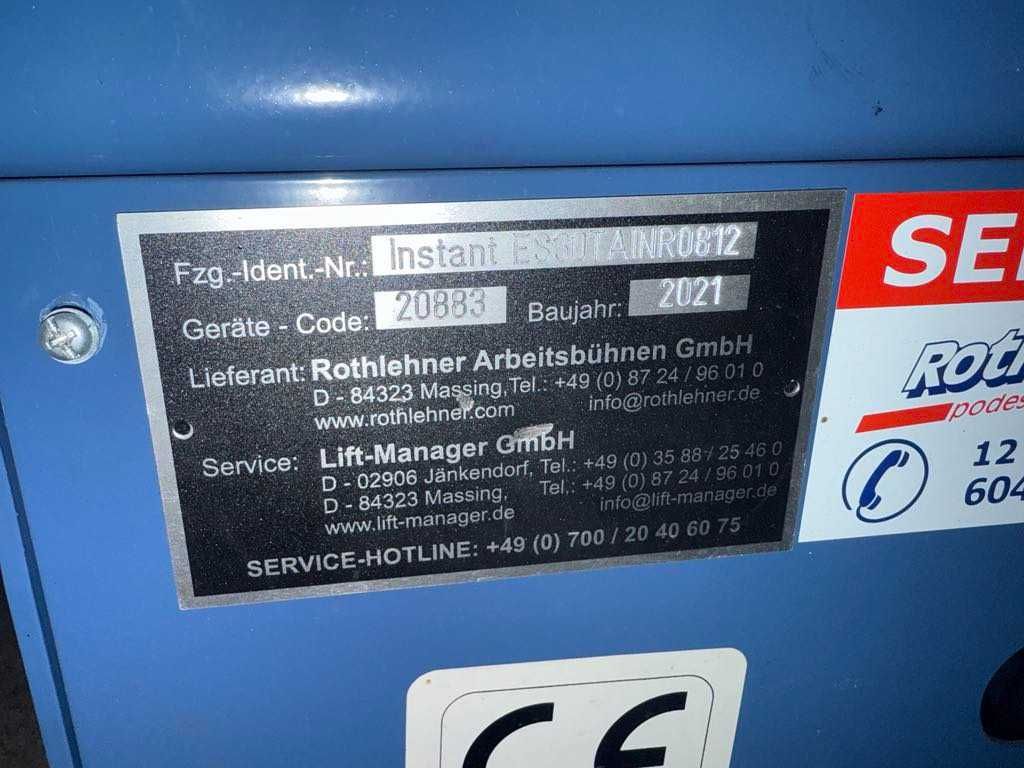 Fzg.-Ident.-Nr.: Instant
Geräte - Code: 20883 Baujahr: 2021
Lieferant: Rothlehner Arbeitsbühnen GmbH
D - 84323 Massing, Tel.: +49 (0) 87 24 / 96 01 0
www.rothlehner.com info@rothlehner.de
Service: Lift-Manager GmbH
D - 02906 Jänkendorf, Tel.: +49 (0) 35 88 / 25 46 0
D - 84323 Massing, Tel.: +49 (0) 87 24 / 96 01 0
www.lift-manager.de info@lift-manager.de
SERVICE-HOTLINE: +49 (0) 700 / 20 40 60 75
SE
Rot
podes
12
604
CE